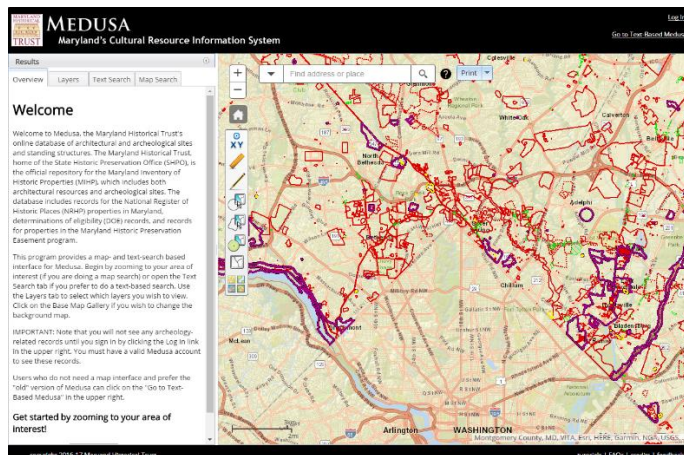 MARYLAND HISTORICAL
TRUST
MEDUSA
Maryland's Cultural Resource Information System
Log In
Go to Text-Based Medusa
Results
Overview
Layers
Text Search
Map Search
Find address or place
Print
Welcome
Welcome to Medusa, the Maryland Historical Trust's
online database of architectural and archeological sites
and standing structures. The Maryland Historical Trust,
home of the State Historic Preservation Office (SHPO), is
the official repository for the Maryland Inventory of
Historic Properties (MIHP), which includes both
architectural resources and archeological sites. The
database includes records for the National Register of
Historic Places (NRHP) properties in Maryland,
determinations of eligibility (DOE) records, and records
for properties in the Maryland Historic Preservation
Easement program.
This program provides a map- and text-search based
interface for Medusa. Begin by zooming to your area of
interest (if you are doing a map search) or open the Text
Search tab if you prefer to do a text-based search. Use
the Layers tab to select which layers you wish to view.
Click on the Base Map Gallery if you wish to change the
background map.
IMPORTANT: Note that you will not see any archeology-
related records until you sign in by clicking the Log in link
in the upper right. You must have a valid Medusa account
to see these records.
Users who do not need a map interface and prefer the
"old" version of Medusa can click on the "Go to Text-
Based Medusa" in the upper right.
Get started by zooming to your area of
interest!
X Y
North
Bethesda
White Oak
Calverton
Adelphi
Chillum
McLean
Arlington
WASHINGTON
2mi
Montgomery County, MD, VITA, Esri, HERE, Garmin, NGA, USGS
copyright 2016-17 Maryland Historical Trust